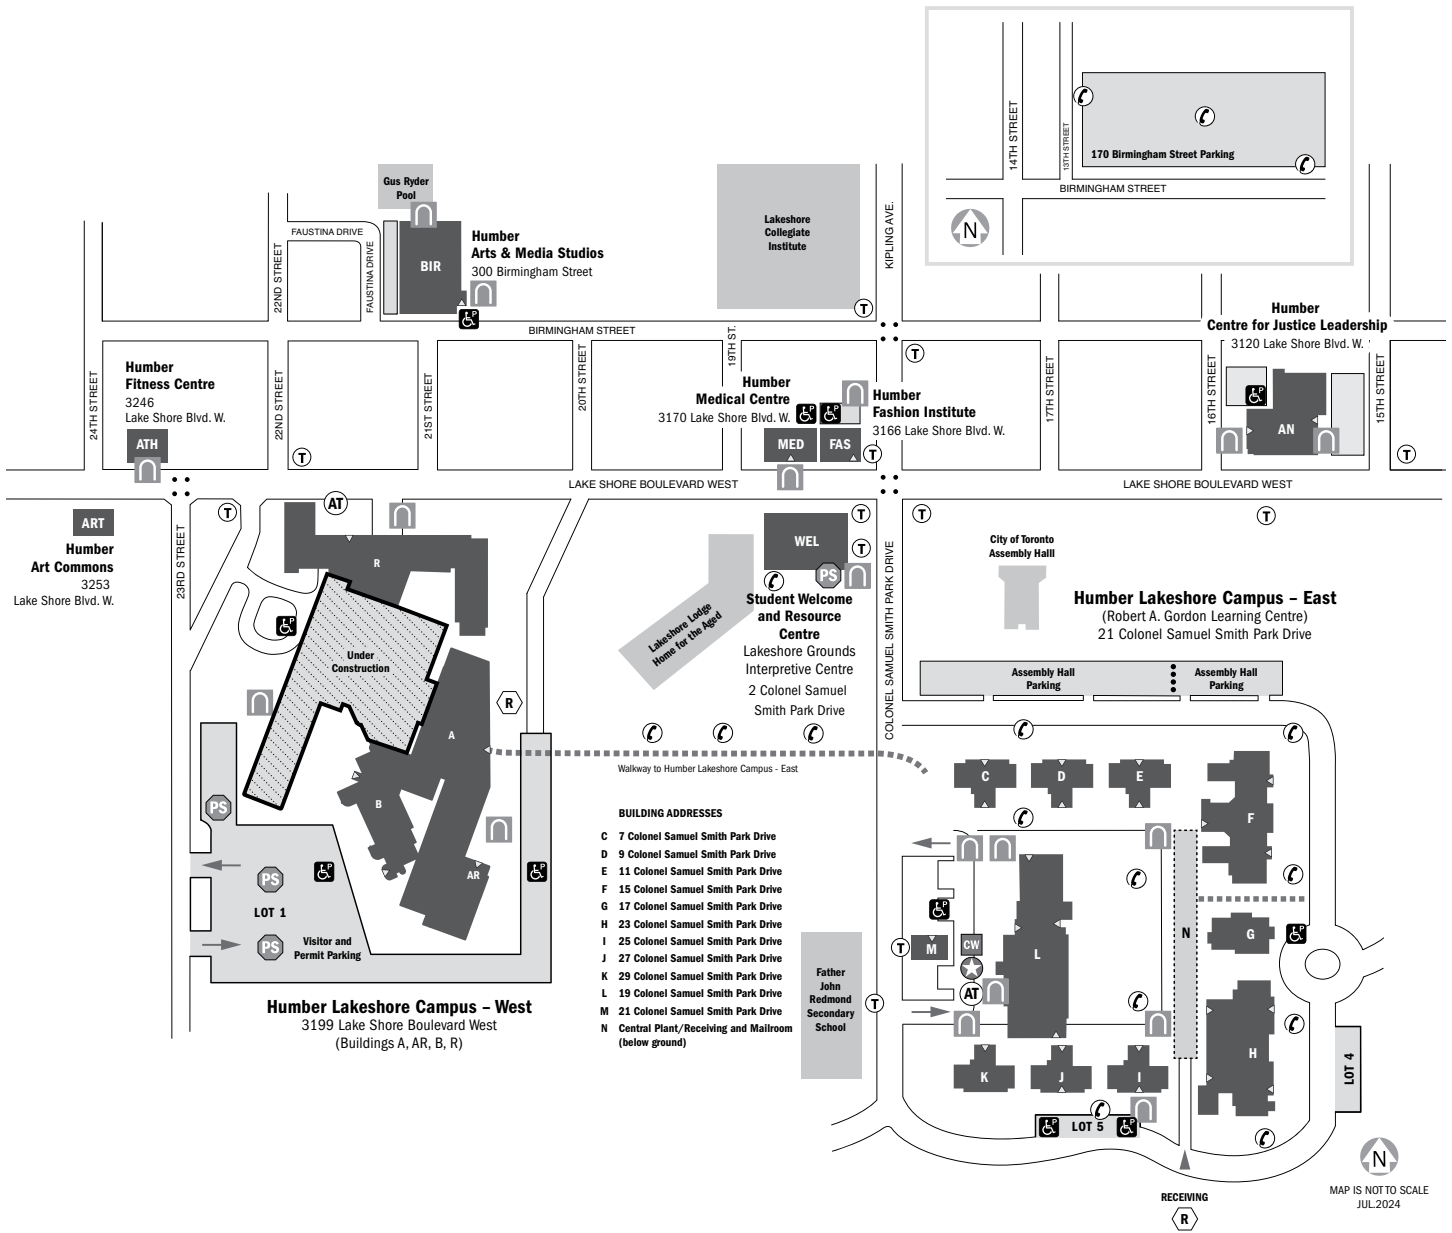 14TH STREET
13TH STREET
170 Birmingham Street Parking
BIRMINGHAM STREET
N
Gus Ryder
Pool
FAUSTINA DRIVE
FAUSTINA DRIVE
22ND STREET
BIR
Humber
Arts & Media Studios
300 Birmingham Street
P
Lakeshore
Collegiate
Institute
KIPLING AVE.
T
BIRMINGHAM STREET
19TH ST.
T
Humber
Centre for Justice Leadership
3120 Lake Shore Blvd. W.
24TH STREET
Humber
Fitness Centre
3246
Lake Shore Blvd. W.
ATH
22ND STREET
21ST STREET
20TH STREET
T
Humber
Medical Centre
3170 Lake Shore Blvd. W.
P
P
MED
FAS
Humber
Fashion Institute
3166 Lake Shore Blvd. W.
T
17TH STREET
16TH STREET
P
AN
15TH STREET
T
LAKE SHORE BOULEVARD WEST
LAKE SHORE BOULEVARD WEST
ART
Humber
Art Commons
3253
Lake Shore Blvd. W.
23RD STREET
T
AT
R
P
Under
Construction
A
B
AR
R
PS
PS
LOT 1
PS
P
P
Visitor and
Permit Parking
Humber Lakeshore Campus – West
3199 Lake Shore Boulevard West
(Buildings A, AR, B, R)
Lakeshore Lodge
Home for the Aged
WEL
T
T
PS
Student Welcome
and Resource
Centre
Lakeshore Grounds
Interpretive Centre
2 Colonel Samuel
Smith Park Drive
COLONEL SAMUEL SMITH PARK DRIVE
T
T
City of Toronto
Assembly Halll
Humber Lakeshore Campus – East
(Robert A. Gordon Learning Centre)
21 Colonel Samuel Smith Park Drive
Assembly Hall
Parking
Assembly Hall
Parking
Walkway to Humber Lakeshore Campus - East
BUILDING ADDRESSES
C 7 Colonel Samuel Smith Park Drive
D 9 Colonel Samuel Smith Park Drive
E 11 Colonel Samuel Smith Park Drive
F 15 Colonel Samuel Smith Park Drive
G 17 Colonel Samuel Smith Park Drive
H 23 Colonel Samuel Smith Park Drive
I 25 Colonel Samuel Smith Park Drive
J 27 Colonel Samuel Smith Park Drive
K 29 Colonel Samuel Smith Park Drive
L 19 Colonel Samuel Smith Park Drive
M 21 Colonel Samuel Smith Park Drive
N Central Plant/Receiving and Mailroom
(below ground)
Father
John
Redmond
Secondary
School
T
T
C
D
E
F
P
M
CW
AT
L
N
G
P
H
K
J
I
P
LOT 5
P
LOT 4
RECEIVING
R
N
MAP IS NOT TO SCALE
JUL.2024